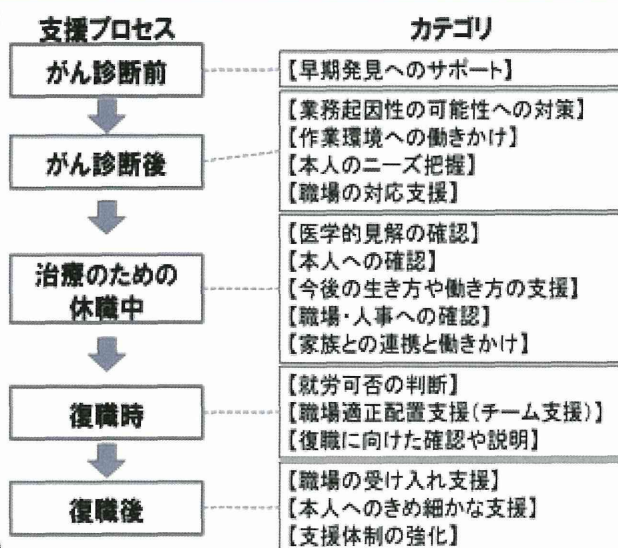 支援プロセス
カテゴリ
がん診断前
【早期発見へのサポート】
がん診断後
【業務起因性の可能性への対策】
【作業環境への働きかけ】
【本人のニーズ把握】
【職場の対応支援】
治療のための
休職中
【医学的見解の確認】
【本人への確認】
【今後の生き方や働き方の支援】
【職場・人事への確認】
【家族との連携と働きかけ】
復職時
【就労可否の判断】
【職場適正配置支援(チーム支援)】
【復職に向けた確認や説明】
復職後
【職場の受け入れ支援】
【本人へのきめ細かな支援】
【支援体制の強化】